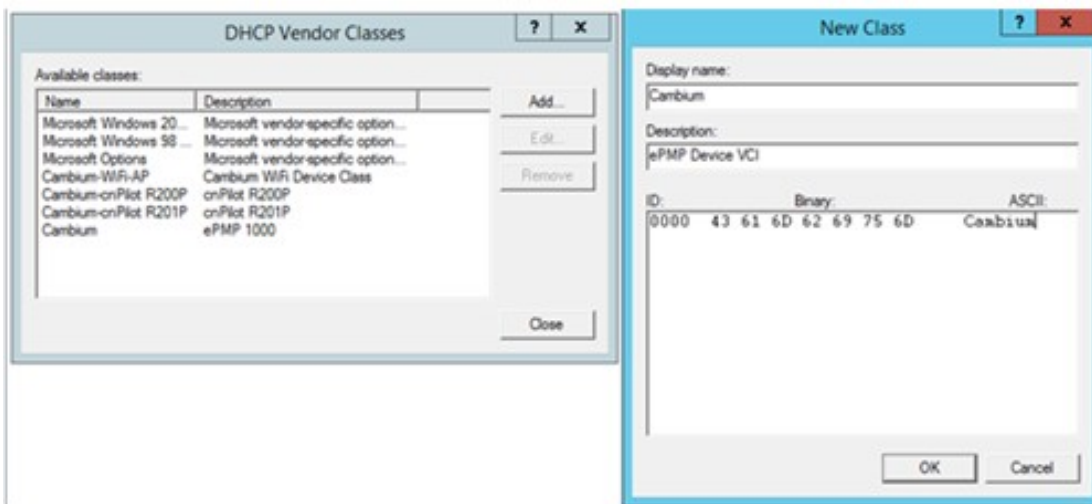 DHCP Vendor Classes
? x
Available classes:
Name Description
Microsoft Windows 20... Microsoft vendor-specific option...
Microsoft Windows 98 ... Microsoft vendor-specific option...
Microsoft Options Microsoft vendor-specific option...
Cambium-WiFi-AP Cambium WiFi Device Class
Cambium-cnPilot R200P cnPilot R200P
Cambium-cnPilot R201P cnPilot R201P
Cambium ePMP 1000
Add...
Edit...
Remove
Close
New Class
? x
Display name:
Cambium
Description:
ePMP Device VCI
ID: Binary: ASCII:
0000 43 61 6D 62 69 75 6D Cambium
OK Cancel